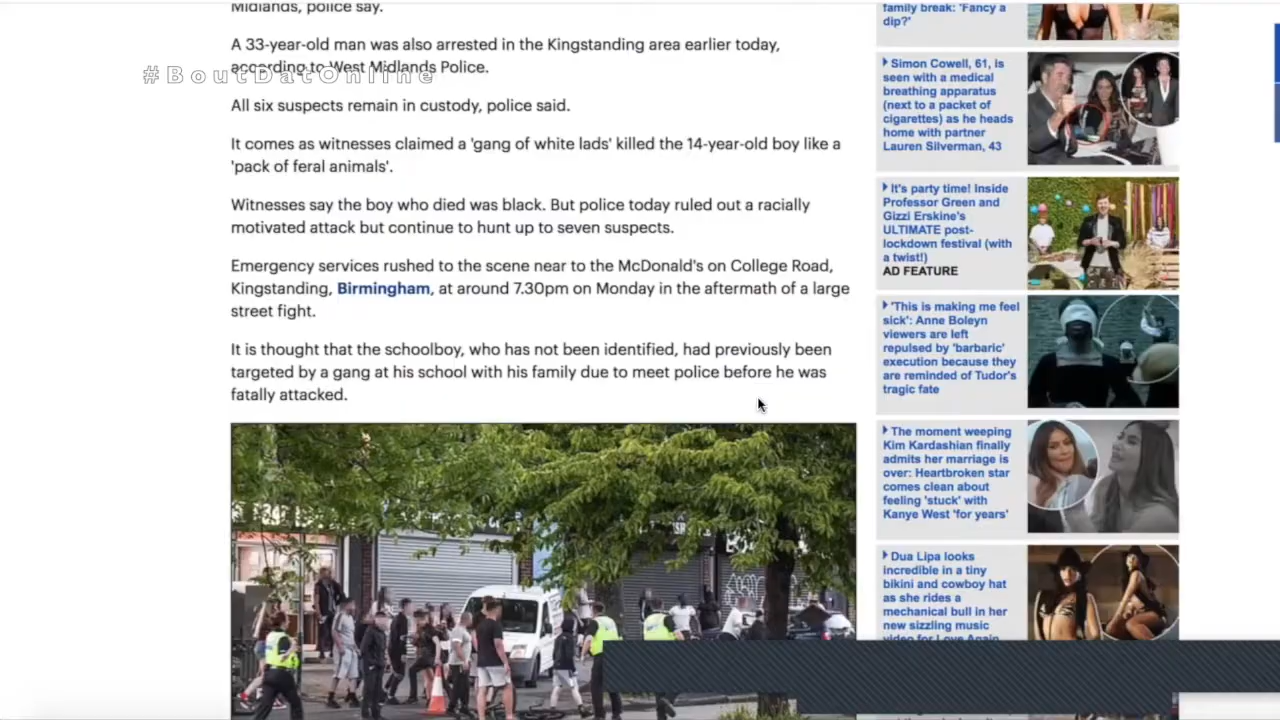 Midlands, police say.
A 33-year-old man was also arrested in the Kingstanding area earlier today,
according to West Midlands Police.
#BoutDatOnline
All six suspects remain in custody, police said.
It comes as witnesses claimed a 'gang of white lads' killed the 14-year-old boy like a
'pack of feral animals'.
Witnesses say the boy who died was black. But police today ruled out a racially
motivated attack but continue to hunt up to seven suspects.
Emergency services rushed to the scene near to the McDonald's on College Road,
Kingstanding, Birmingham, at around 7.30pm on Monday in the aftermath of a large
street fight.
It is thought that the schoolboy, who has not been identified, had previously been
targeted by a gang at his school with his family due to meet police before he was
fatally attacked.
family break: 'Fancy a
dip?'
Simon Cowell, 61, is
seen with a medical
breathing apparatus
(next to a packet of
cigarettes) as he heads
home with partner
Lauren Silverman, 43
It's party time! Inside
Professor Green and
Gizzi Erskine's
ULTIMATE post-
lockdown festival (with
a twist!)
AD FEATURE
'This is making me feel
sick': Anne Boleyn
viewers are left
repulsed by 'barbaric'
execution because they
are reminded of Tudor's
tragic fate
The moment weeping
Kim Kardashian finally
admits her marriage is
over: Heartbroken star
comes clean about
feeling 'stuck' with
Kanye West 'for years'
Dua Lipa looks
incredible in a tiny
bikini and cowboy hat
as she rides a
mechanical bull in her
new sizzling music
video for Love Again